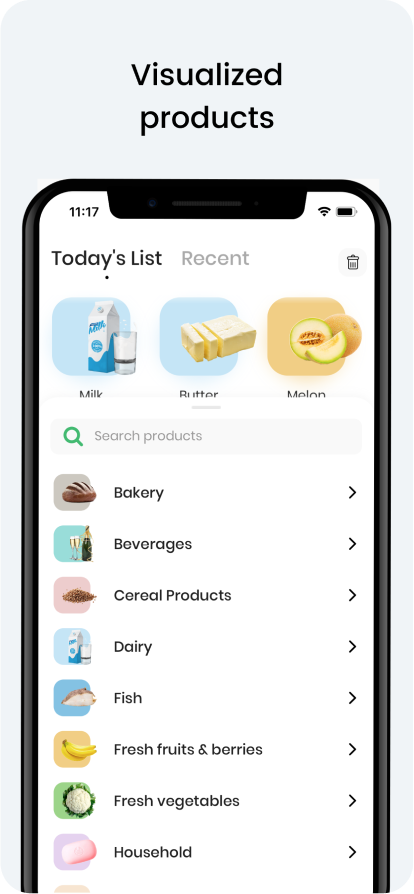 Visualized
products
11:17
Today's List Recent
Milk Butter Melon
Search products
Bakery
Beverages
Cereal Products
Dairy
Fish
Fresh fruits & berries
Fresh vegetables
Household